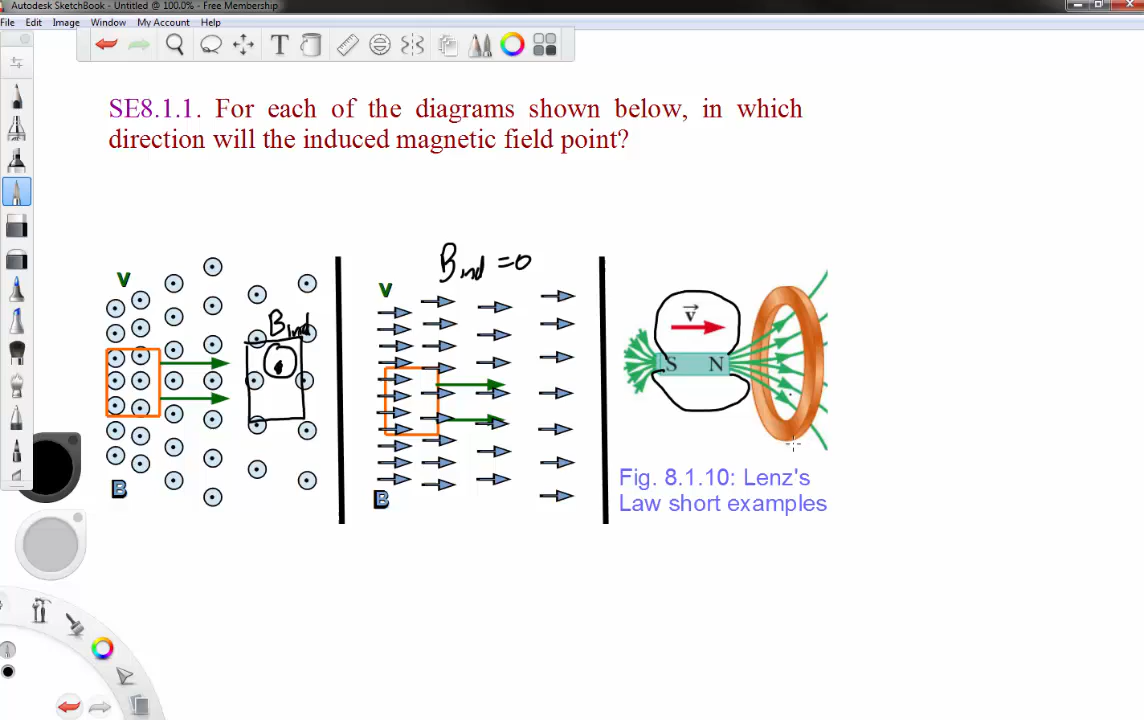 Autodesk SketchBook - Untitled @ 100.0% - Free Membership
File Edit Image Window My Account Help
SE8.1.1. For each of the diagrams shown below, in which
direction will the induced magnetic field point?
V
B
Bind
V
B
Bind =0
v
S N
Fig. 8.1.10: Lenz's
Law short examples